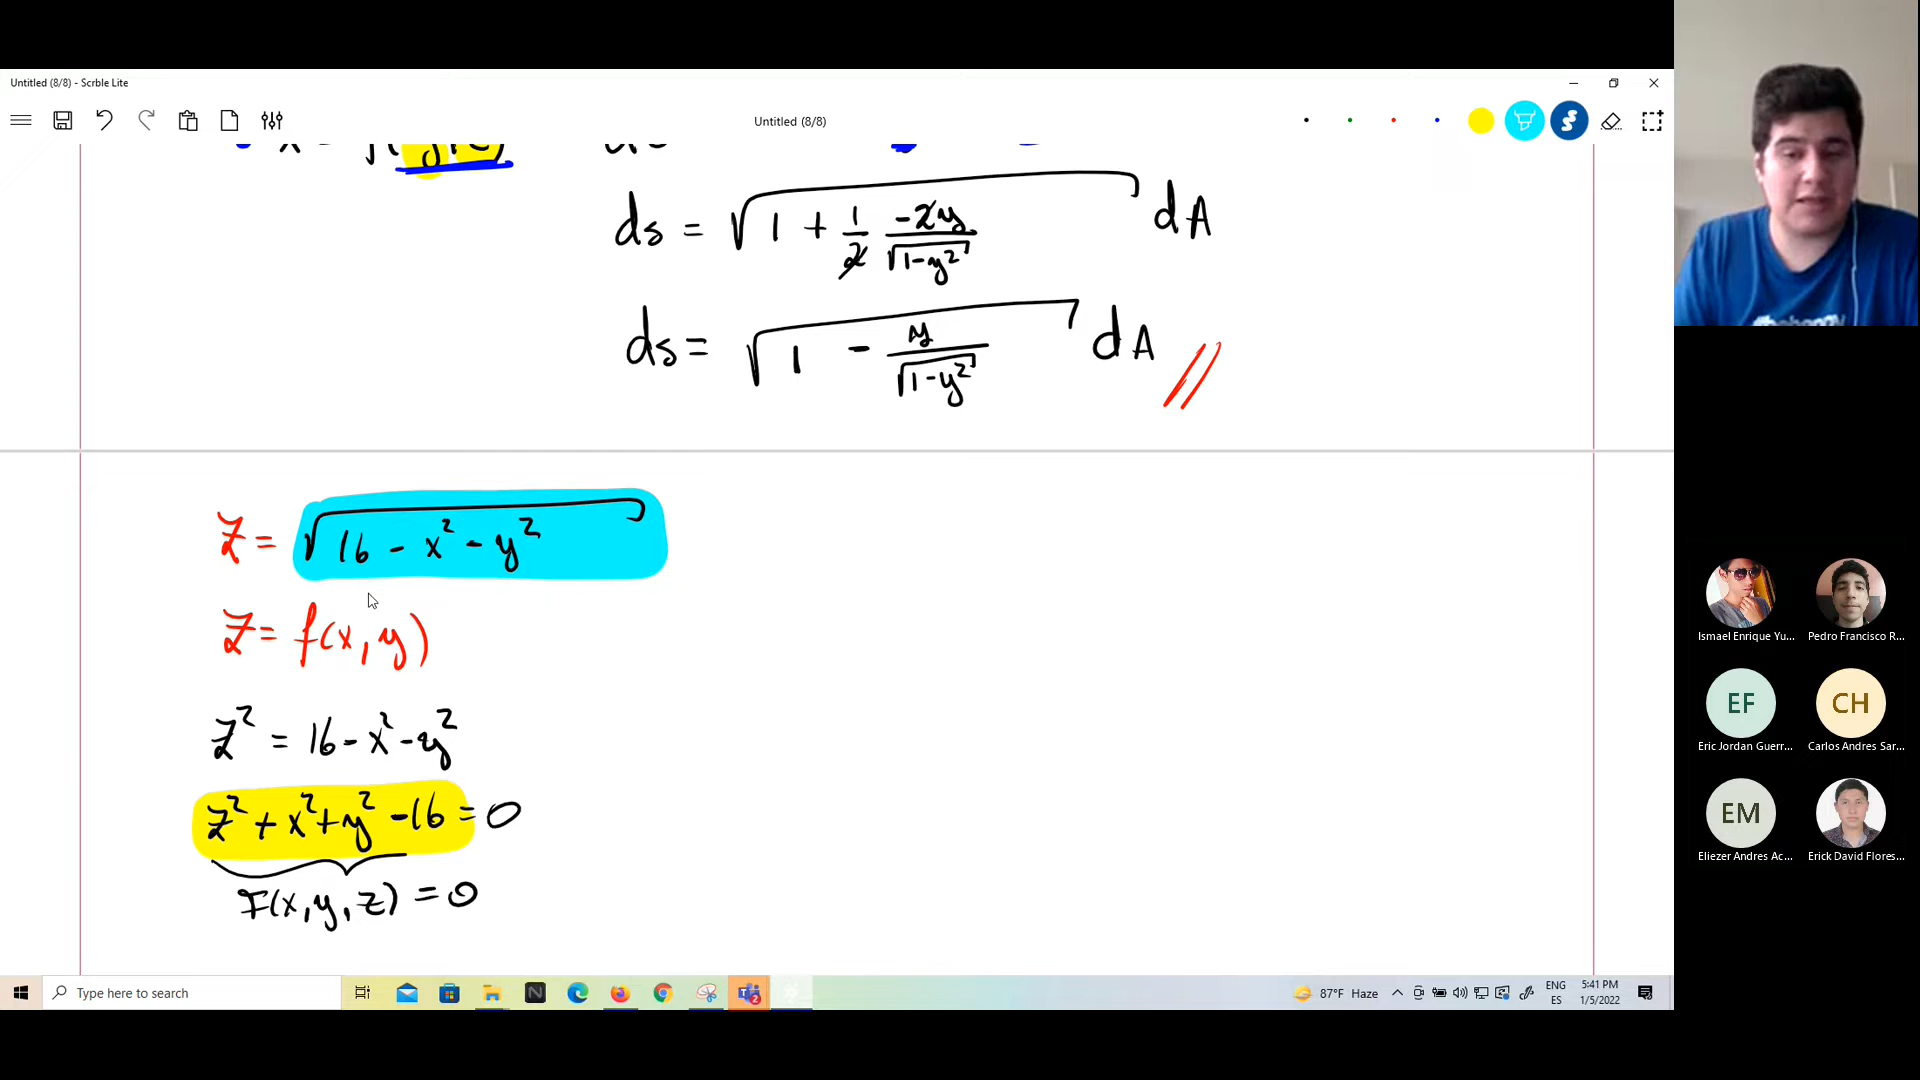 Untitled (8/8) - Scrble Lite
Untitled (8/8)
ds = √(1 + 1/2 (-2y)/√(1-y²)) dA
ds = √(1 - y/√(1-y²)) dA
z = √(16 - x² - y²)
z = f(x, y)
z² = 16 - x² - y²
z² + x² + y² - 16 = 0
F(x, y, z) = 0
Ismael Enrique Yu...
Pedro Francisco R...
EF
CH
Eric Jordan Guerr...
Carlos Andres Sar...
EM
Eliezer Andres Ac...
Erick David Flores...
Type here to search
N
2
87°F Haze
ENG
ES
5:41 PM
1/5/2022